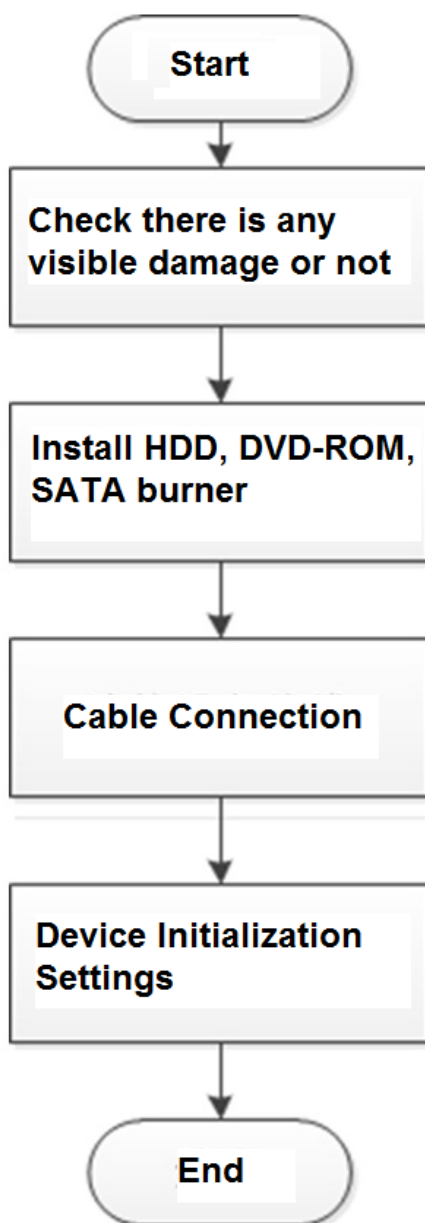 Start
Check there is any
visible damage or not
Install HDD, DVD-ROM,
SATA burner
Cable Connection
Device Initialization
Settings
End